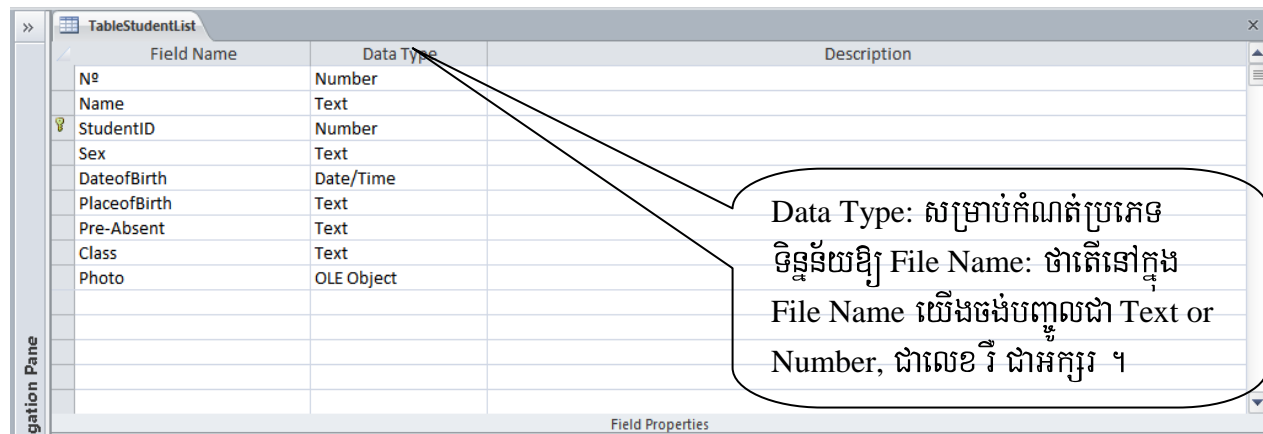 »
TableStudentList
×
Field Name Data Type Description
Nº Number
Name Text
StudentID Number
Sex Text
DateofBirth Date/Time
PlaceofBirth Text
Pre-Absent Text
Class Text
Photo OLE Object
Data Type: សម្រាប់កំណត់ប្រភេទ
ទិន្នន័យឱ្យ File Name: ថាតើនៅក្នុង
File Name យើងចង់បញ្ចូលជា Text or
Number, ជាលេខ រឺ ជាអក្សរ ។
gation Pane
Field Properties